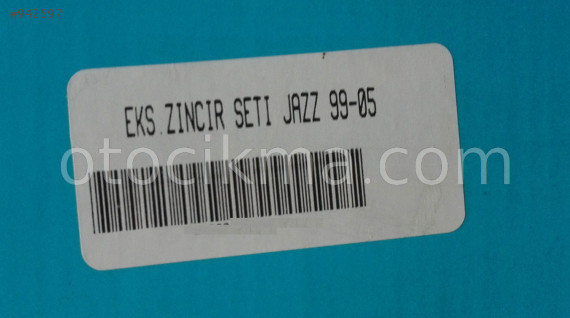 EKS.ZINCIR SETI JAZZ 99-05
otocikma.com